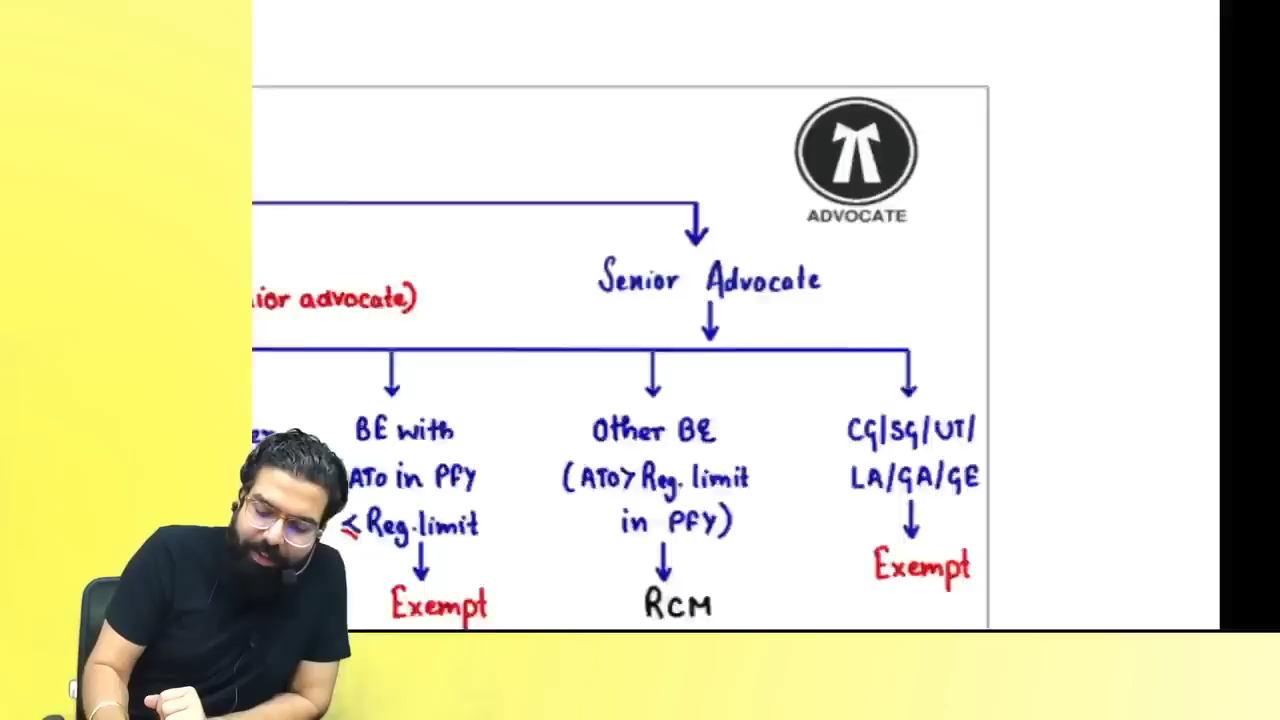 ADVOCATE
Senior Advocate
ior advocate)
BE with
ATO in PFY
≤ Reg. limit
Exempt
Other BE
(ATO > Reg. limit
in PFY)
RCM
CG/SG/UT/
LA/GA/GE
Exempt